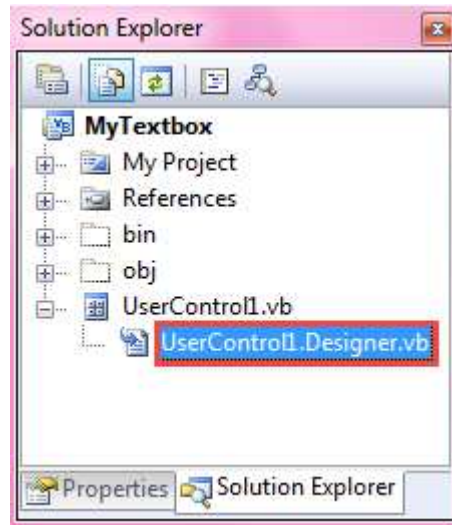 Solution Explorer
MyTextbox
My Project
References
bin
obj
UserControl1.vb
UserControl1.Designer.vb
Properties Solution Explorer